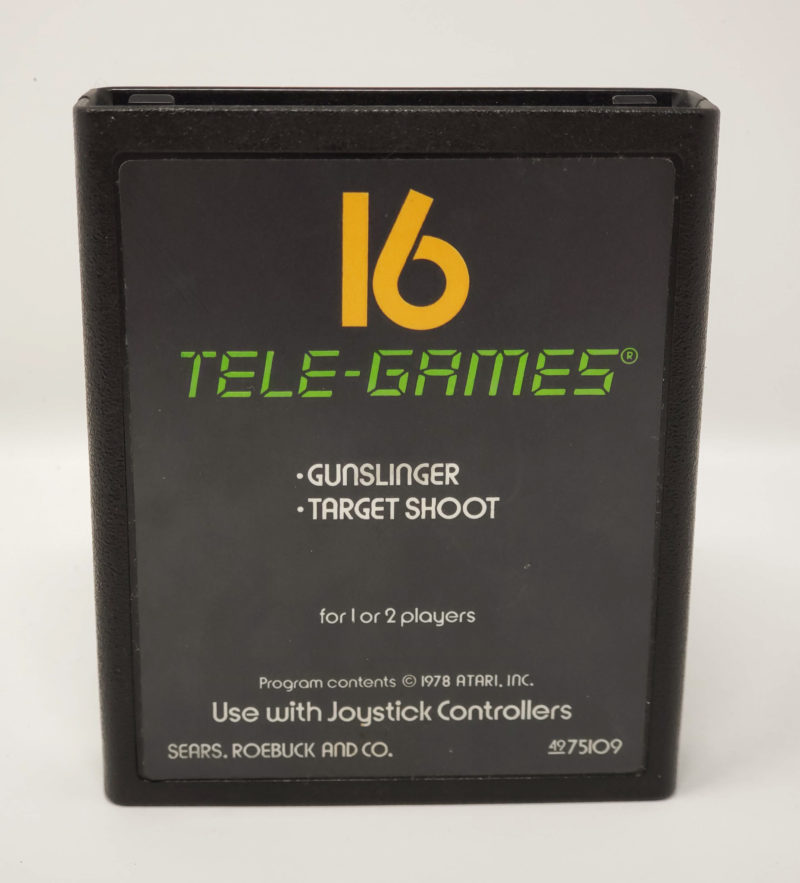 16
TELE-GAMES®
•GUNSLINGER
•TARGET SHOOT
for 1 or 2 players
Program contents © 1978 ATARI, INC.
Use with Joystick Controllers
SEARS, ROEBUCK AND CO. 49 75109